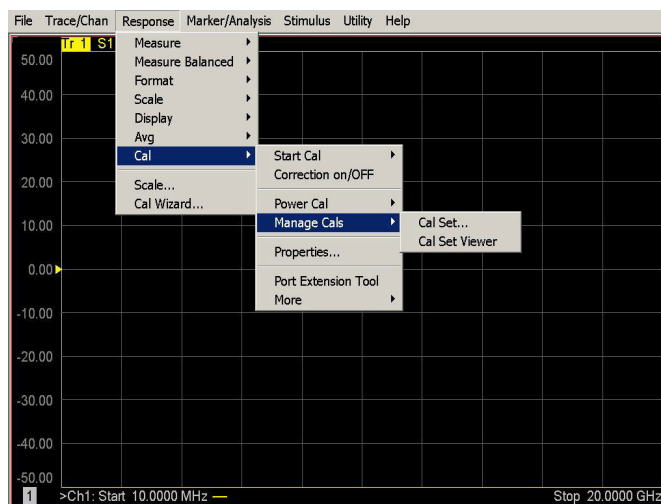 File Trace/Chan Response Marker/Analysis Stimulus Utility Help
Tr 1 S1
50.00
40.00
30.00
20.00
10.00
0.00
-10.00
-20.00
-30.00
-40.00
-50.00
Measure
Measure Balanced
Format
Scale
Display
Avg
Cal
Scale...
Cal Wizard...
Start Cal
Correction on/OFF
Power Cal
Manage Cals
Properties...
Port Extension Tool
More
Cal Set...
Cal Set Viewer
1 >Ch1: Start 10.0000 MHz Stop 20.0000 GHz